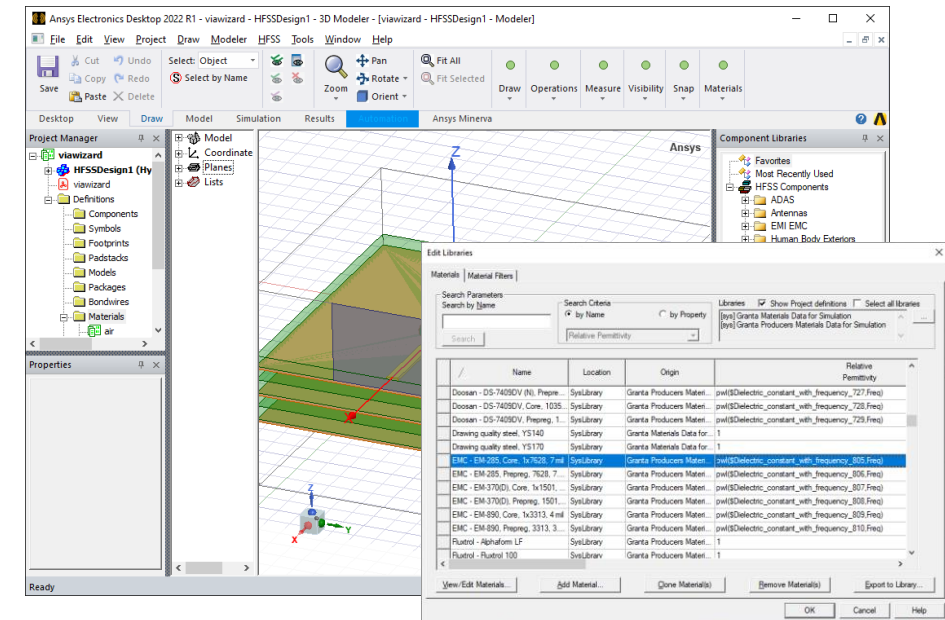 Ansys Electronics Desktop 2022 R1 - viawizard - HFSSDesign1 - 3D Modeler - [viawizard - HFSSDesign1 - Modeler]
File Edit View Project Draw Modeler HFSS Tools Window Help
Save
Cut Undo
Copy Redo
Paste Delete
Select: Object
Select by Name
Zoom
Pan
Rotate
Orient
Fit All
Fit Selected
Draw Operations Measure Visibility Snap Materials
Desktop View Draw Model Simulation Results Automation Ansys Minerva
Project Manager
viawizard
HFSSDesign1 (Hy
viawizard
Definitions
Components
Symbols
Footprints
Padstacks
Models
Packages
Bondwires
Materials
air
Properties
Ready
Model
Coordinate
Planes
Lists
Z
Ansys
Z
Y
X
Component Libraries
Favorites
Most Recently Used
HFSS Components
ADAS
Antennas
EMI EMC
Human Body Exteriors
Edit Libraries
Materials Material Filters
Search Parameters
Search by Name
Search
Search Criteria
by Name by Property
Relative Permittivity
Libraries Show Project definitions Select all libraries
[sys] Granta Materials Data for Simulation
[sys] Granta Producers Materials Data for Simulation
...
/ Name Location Origin Relative Permittivity
Doosan - DS-7409DV (N), Prepre... SysLibrary Granta Producers Materi... pwl($Dielectric_constant_with_frequency_727,Freq)
Doosan - DS-7409DV, Core, 1035... SysLibrary Granta Producers Materi... pwl($Dielectric_constant_with_frequency_728,Freq)
Doosan - DS-7409DV, Prepreg, 1... SysLibrary Granta Producers Materi... pwl($Dielectric_constant_with_frequency_729,Freq)
Drawing quality steel, YS140 SysLibrary Granta Materials Data for... 1
Drawing quality steel, YS170 SysLibrary Granta Materials Data for... 1
EMC - EM-285, Core, 1x7628, 7 mil SysLibrary Granta Producers Materi... pwl($Dielectric_constant_with_frequency_805,Freq)
EMC - EM-285, Prepreg, 7628, 7... SysLibrary Granta Producers Materi... pwl($Dielectric_constant_with_frequency_806,Freq)
EMC - EM-370(D), Core, 1x1501, ... SysLibrary Granta Producers Materi... pwl($Dielectric_constant_with_frequency_807,Freq)
EMC - EM-370(D), Prepreg, 1501,... SysLibrary Granta Producers Materi... pwl($Dielectric_constant_with_frequency_808,Freq)
EMC - EM-890, Core, 1x3313, 4 mil SysLibrary Granta Producers Materi... pwl($Dielectric_constant_with_frequency_809,Freq)
EMC - EM-890, Prepreg, 3313, 3.... SysLibrary Granta Producers Materi... pwl($Dielectric_constant_with_frequency_810,Freq)
Fluxtrol - Alphaform LF SysLibrary Granta Producers Materi... 1
Fluxtrol - Fluxtrol 100 SysLibrary Granta Producers Materi... 1
View/Edit Materials... Add Material... Clone Material(s) Remove Material(s) Export to Library...
OK Cancel Help